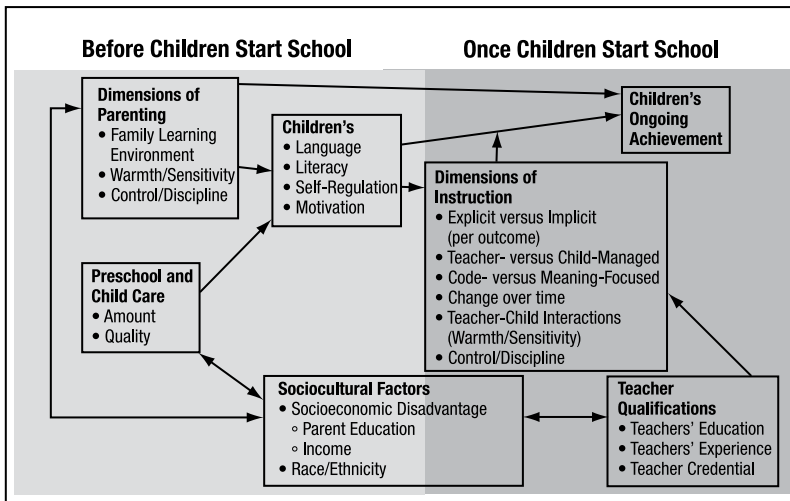 Before Children Start School
Once Children Start School
Dimensions of
Parenting
• Family Learning
Environment
• Warmth/Sensitivity
• Control/Discipline
Children's
• Language
• Literacy
• Self-Regulation
• Motivation
Children's
Ongoing
Achievement
Dimensions of
Instruction
• Explicit versus Implicit
(per outcome)
• Teacher- versus Child-Managed
• Code- versus Meaning-Focused
• Change over time
• Teacher-Child Interactions
(Warmth/Sensitivity)
• Control/Discipline
Preschool and
Child Care
• Amount
• Quality
Sociocultural Factors
• Socioeconomic Disadvantage
◦ Parent Education
◦ Income
• Race/Ethnicity
Teacher
Qualifications
• Teachers' Education
• Teachers' Experience
• Teacher Credential